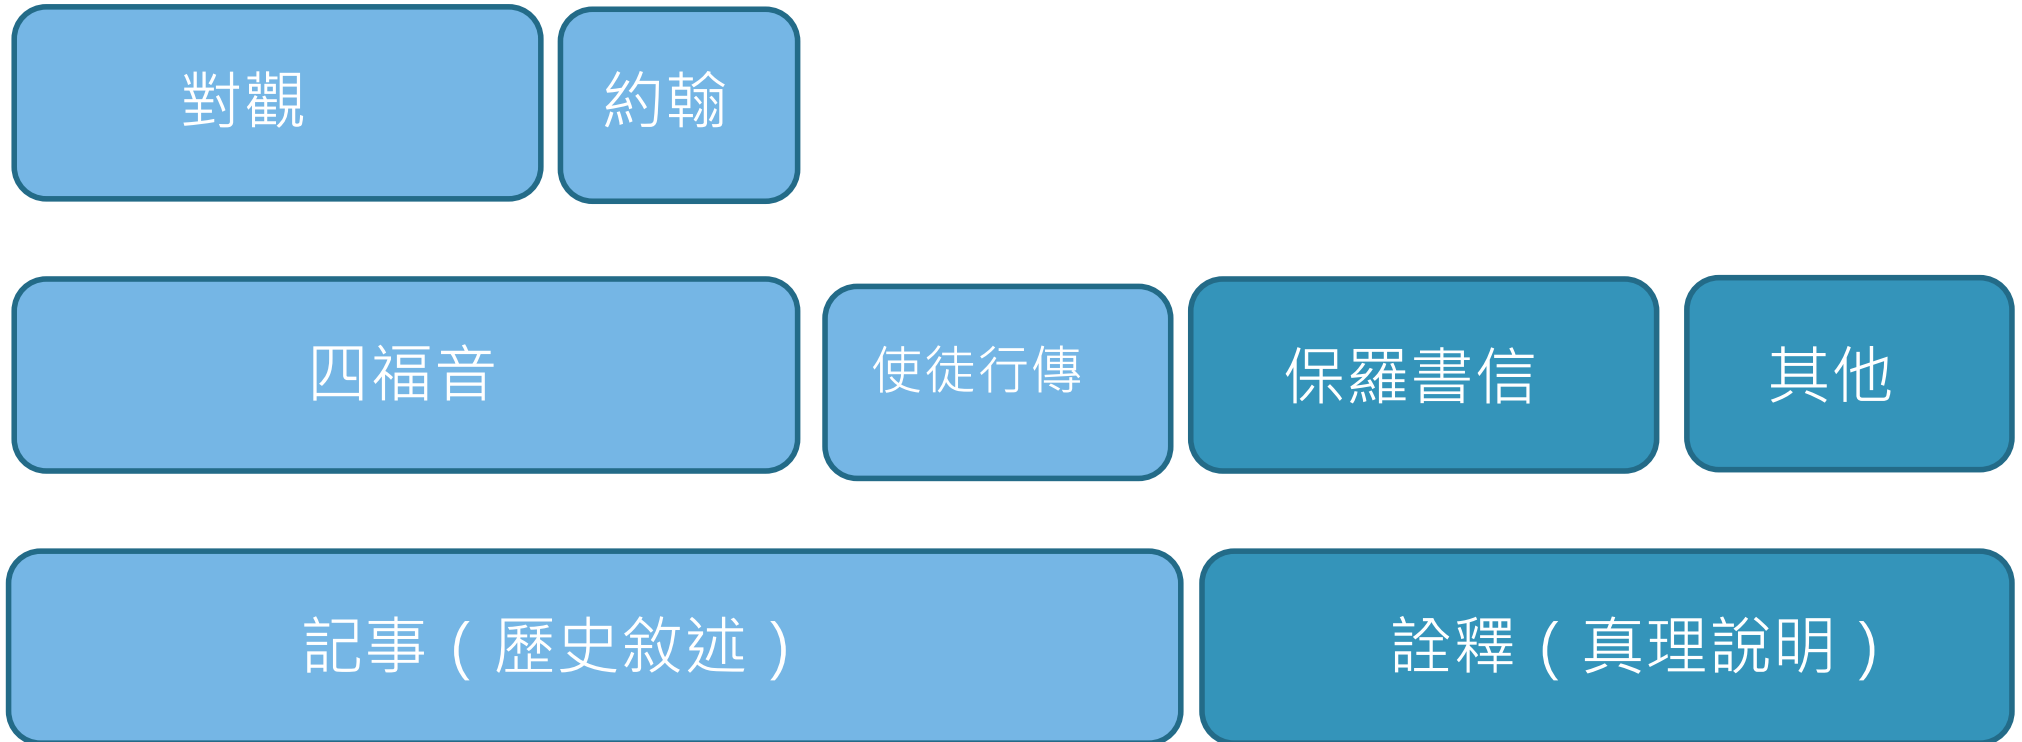 對觀 約翰
四福音 使徒行傳 保羅書信 其他
記事（歷史敘述） 詮釋（真理說明）